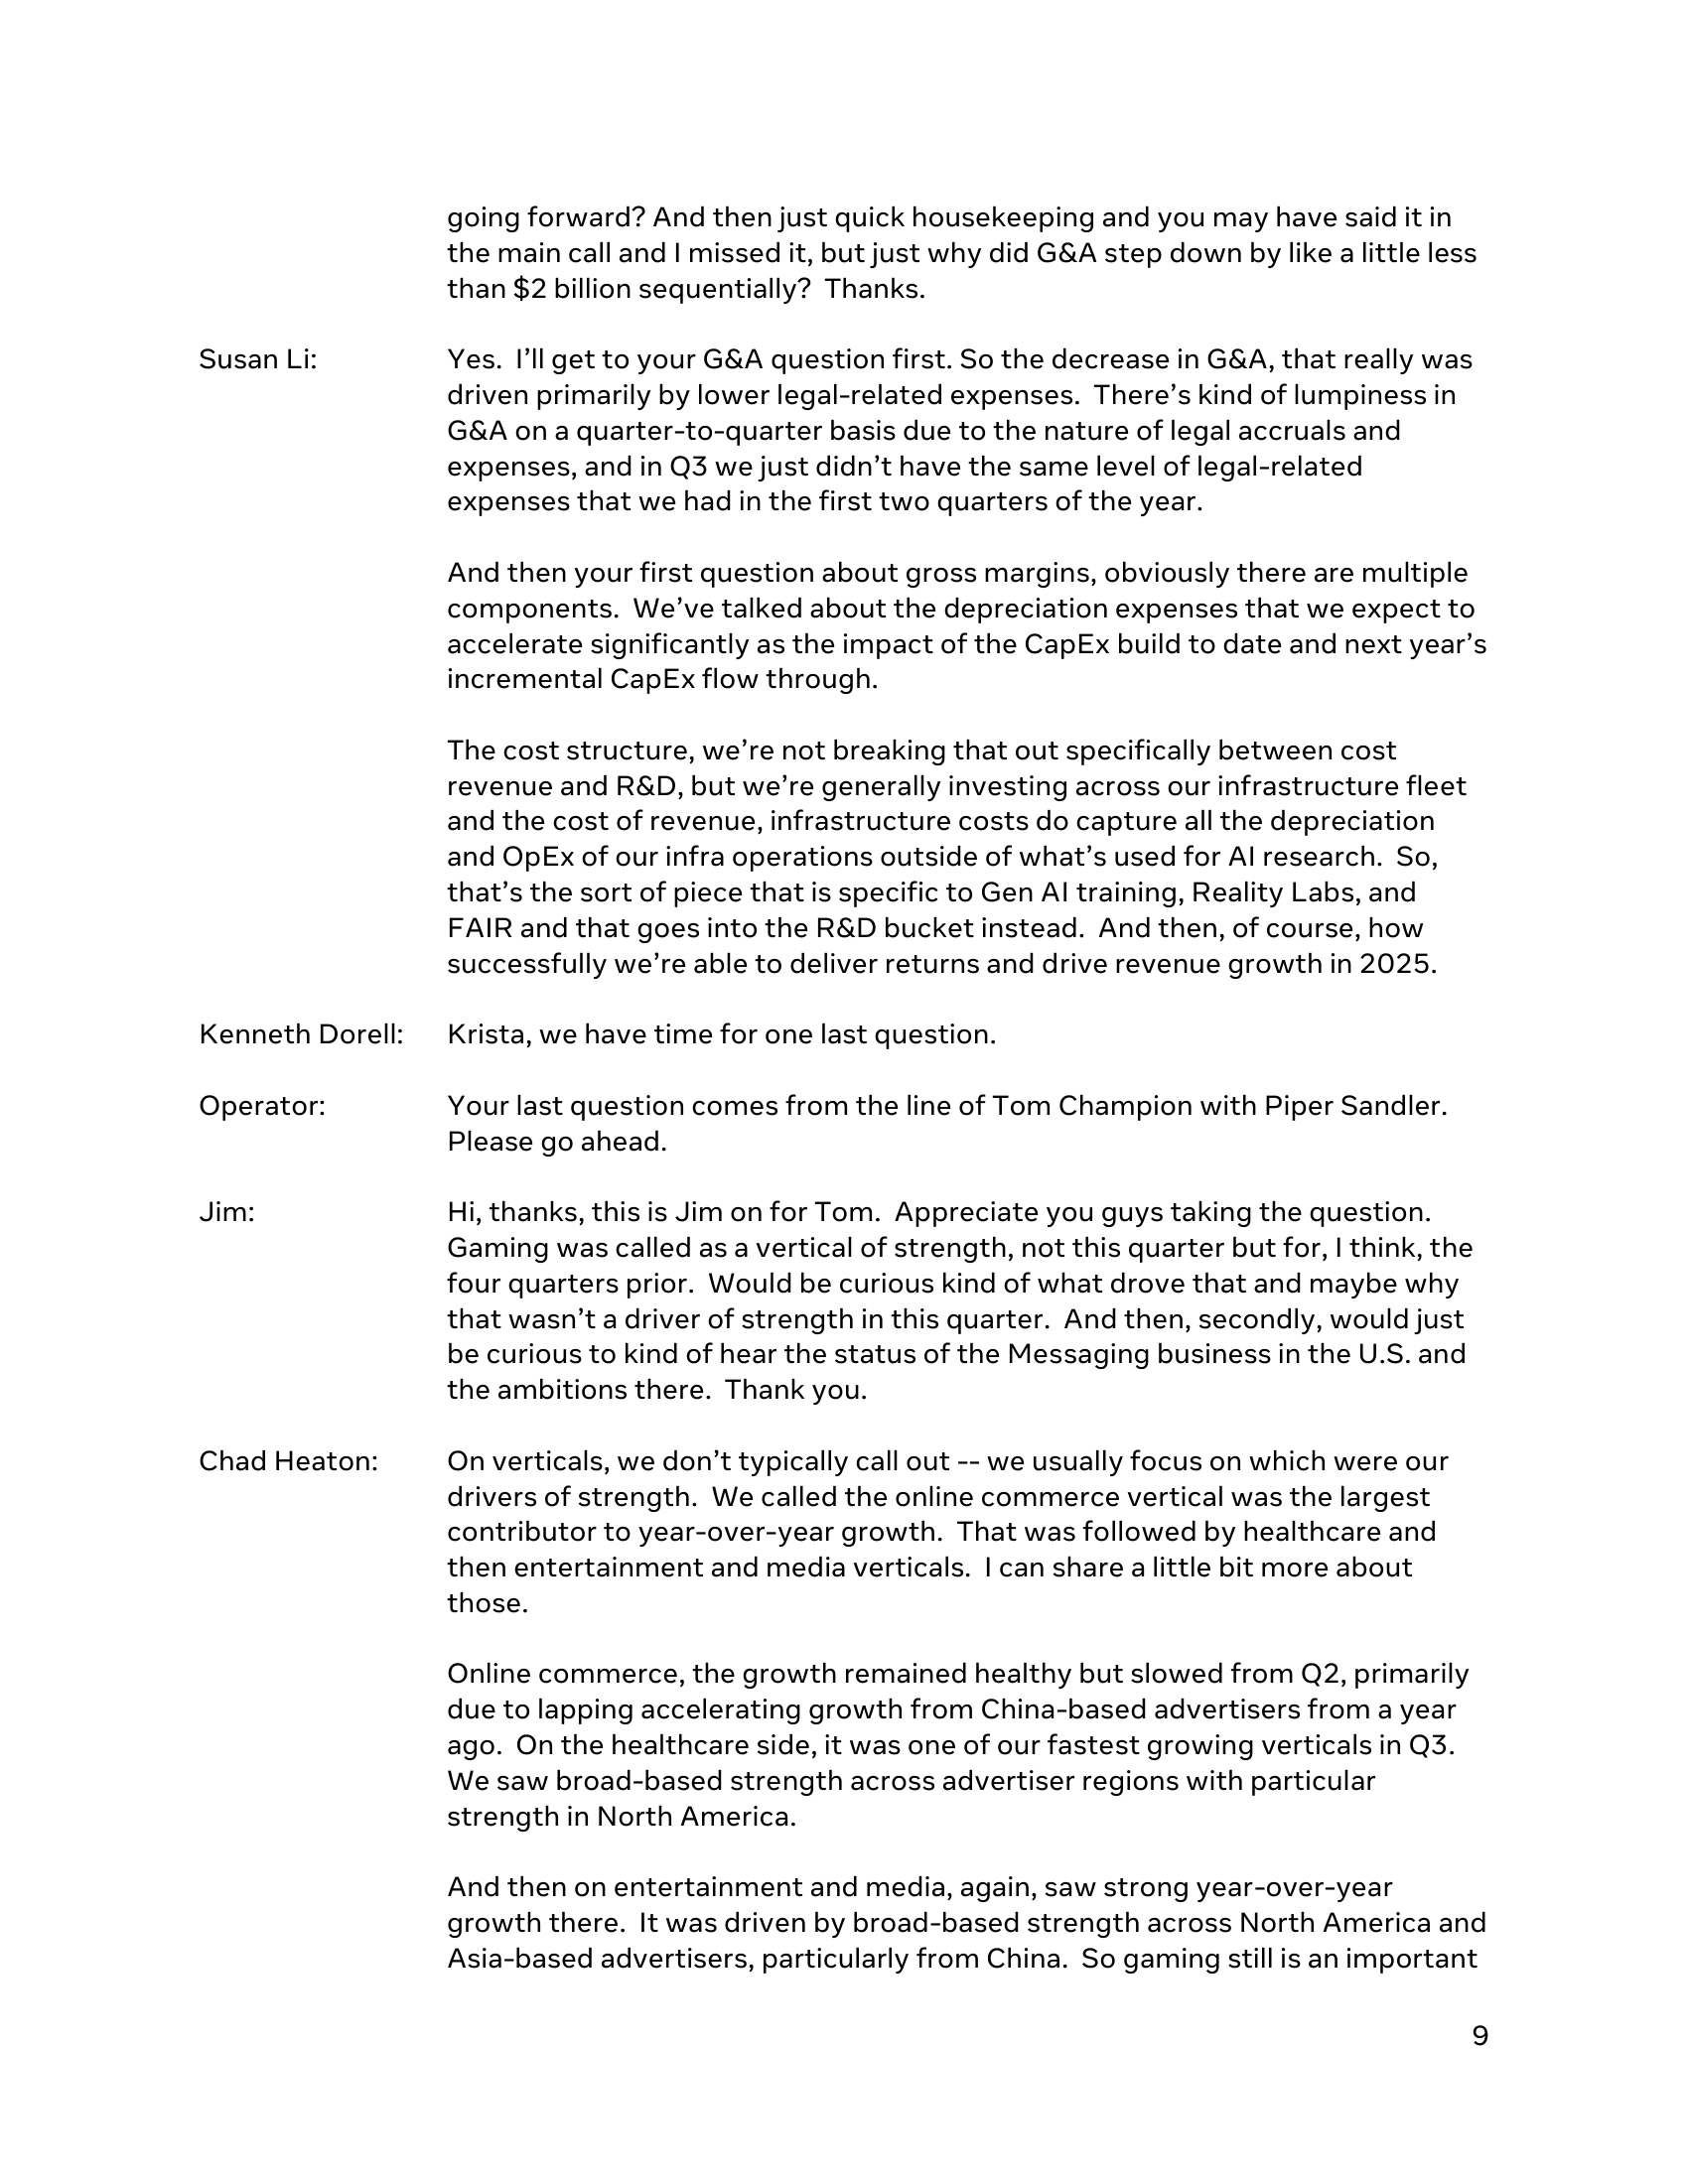 going forward? And then just quick housekeeping and you may have said it in
the main call and I missed it, but just why did G&A step down by like a little less
than $2 billion sequentially?  Thanks.
Susan Li: Yes.  I’ll get to your G&A question first. So the decrease in G&A, that really was
driven primarily by lower legal-related expenses.  There’s kind of lumpiness in
G&A on a quarter-to-quarter basis due to the nature of legal accruals and
expenses, and in Q3 we just didn’t have the same level of legal-related
expenses that we had in the first two quarters of the year.
And then your first question about gross margins, obviously there are multiple
components.  We’ve talked about the depreciation expenses that we expect to
accelerate significantly as the impact of the CapEx build to date and next year’s
incremental CapEx flow through.
The cost structure, we’re not breaking that out specifically between cost
revenue and R&D, but we’re generally investing across our infrastructure fleet
and the cost of revenue, infrastructure costs do capture all the depreciation
and OpEx of our infra operations outside of what’s used for AI research.  So,
that’s the sort of piece that is specific to Gen AI training, Reality Labs, and
FAIR and that goes into the R&D bucket instead.  And then, of course, how
successfully we’re able to deliver returns and drive revenue growth in 2025.
Kenneth Dorell: Krista, we have time for one last question.
Operator: Your last question comes from the line of Tom Champion with Piper Sandler.
Please go ahead.
Jim: Hi, thanks, this is Jim on for Tom.  Appreciate you guys taking the question.
Gaming was called as a vertical of strength, not this quarter but for, I think, the
four quarters prior.  Would be curious kind of what drove that and maybe why
that wasn’t a driver of strength in this quarter.  And then, secondly, would just
be curious to kind of hear the status of the Messaging business in the U.S. and
the ambitions there.  Thank you.
Chad Heaton: On verticals, we don’t typically call out -- we usually focus on which were our
drivers of strength.  We called the online commerce vertical was the largest
contributor to year-over-year growth.  That was followed by healthcare and
then entertainment and media verticals.  I can share a little bit more about
those.
Online commerce, the growth remained healthy but slowed from Q2, primarily
due to lapping accelerating growth from China-based advertisers from a year
ago.  On the healthcare side, it was one of our fastest growing verticals in Q3.
We saw broad-based strength across advertiser regions with particular
strength in North America.
And then on entertainment and media, again, saw strong year-over-year
growth there.  It was driven by broad-based strength across North America and
Asia-based advertisers, particularly from China.  So gaming still is an important
9